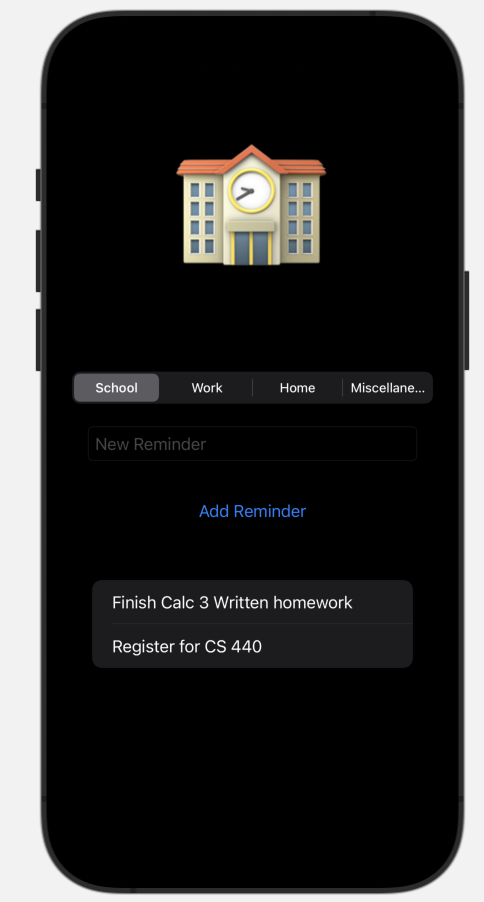 School Work Home Miscellane...
New Reminder
Add Reminder
Finish Calc 3 Written homework
Register for CS 440